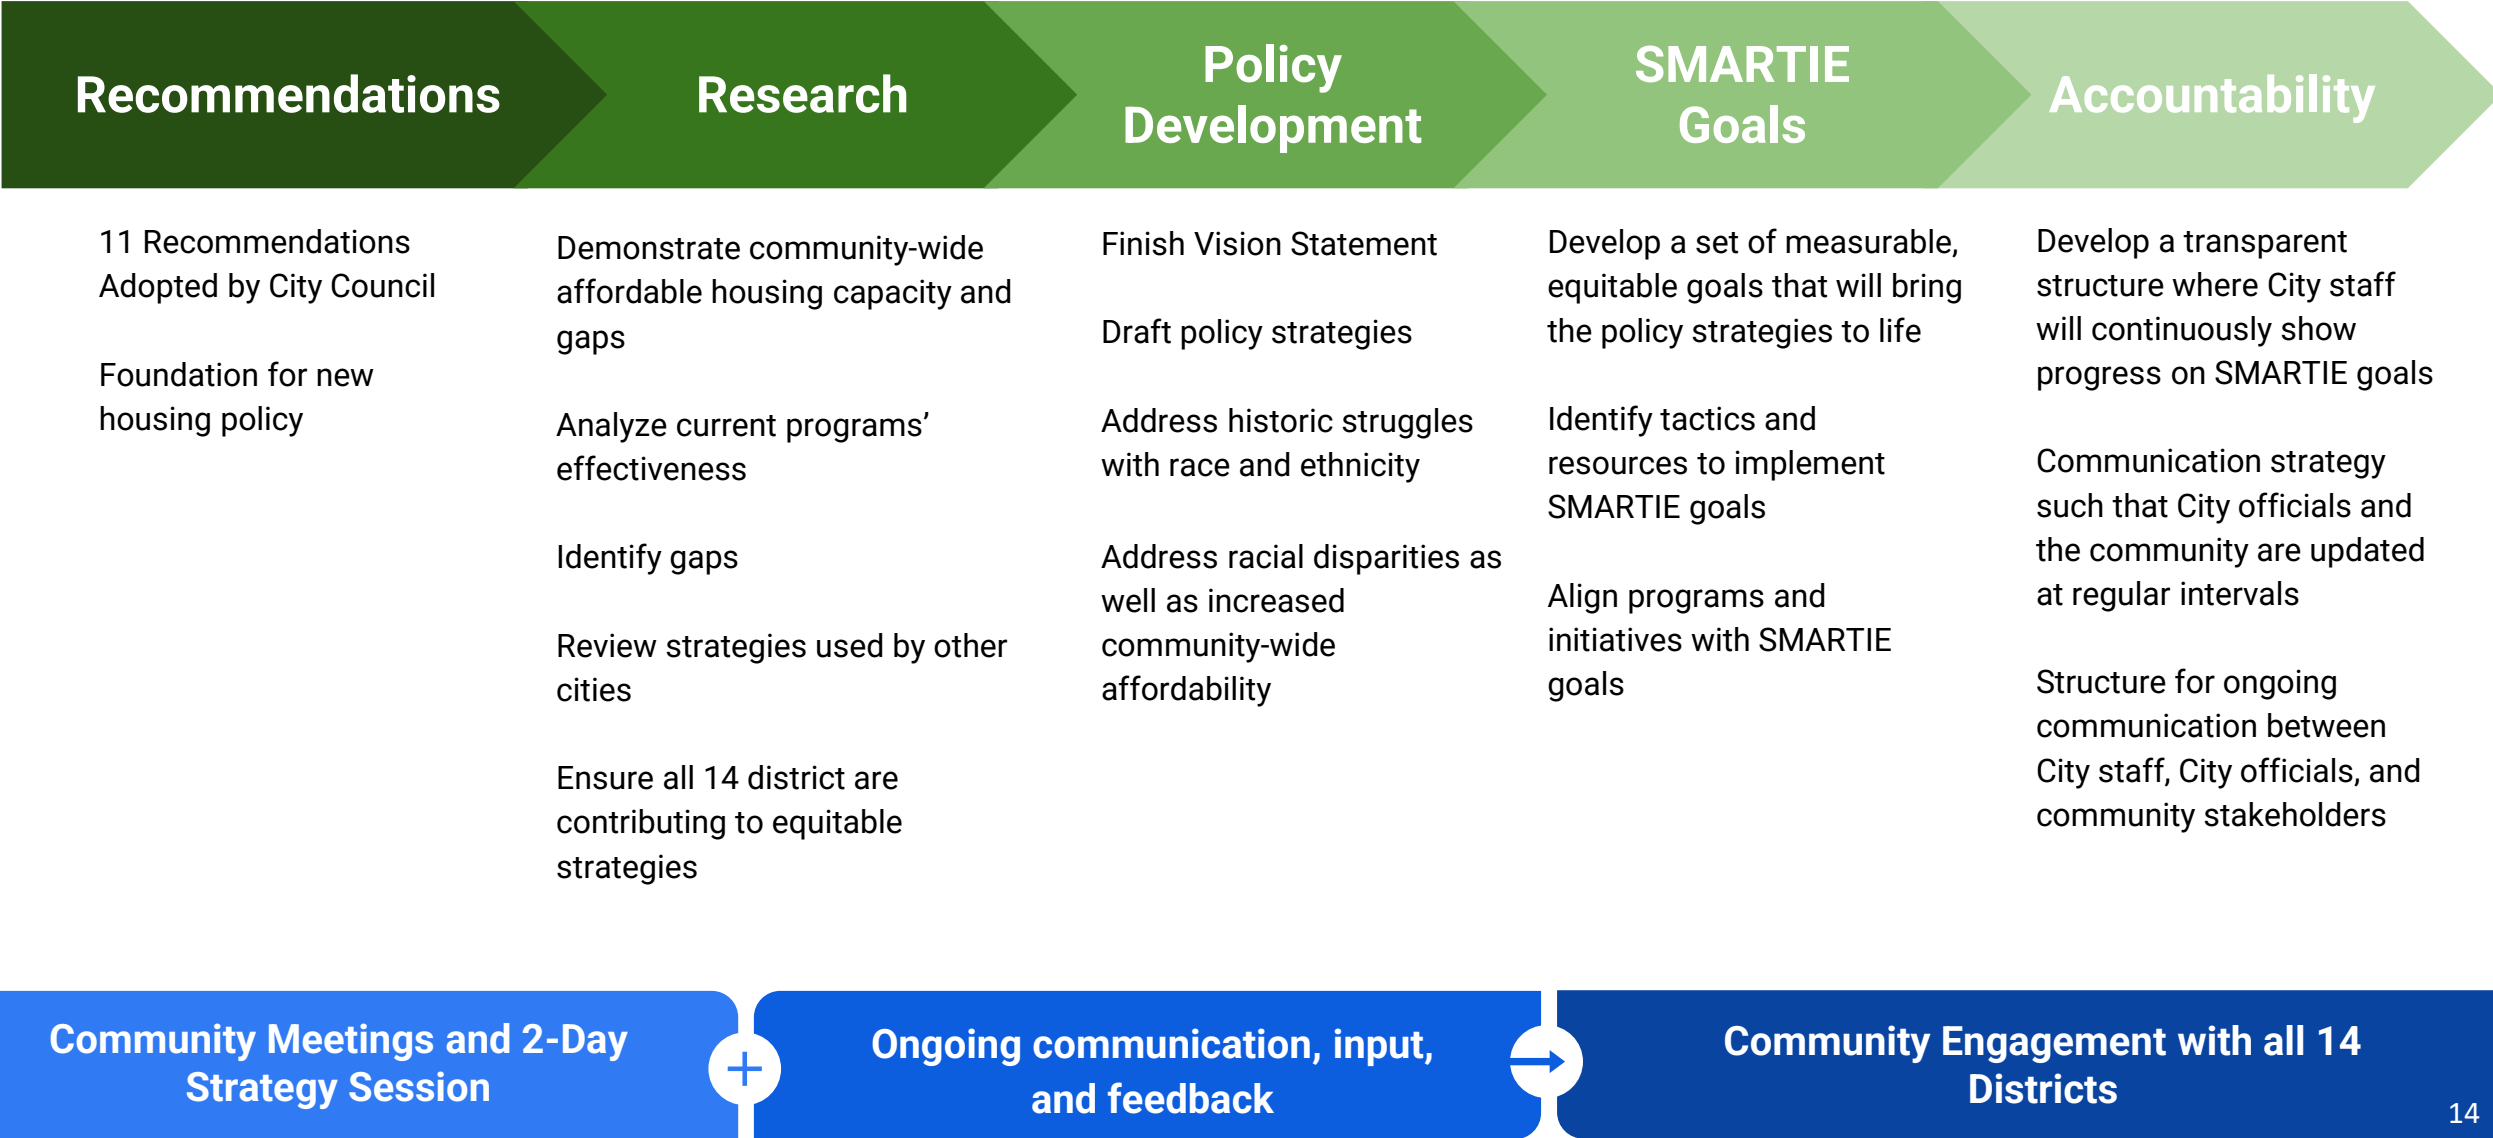 Recommendations
Research
Policy
Development
SMARTIE
Goals
Accountability
11 Recommendations
Adopted by City Council
Foundation for new
housing policy
Demonstrate community-wide
affordable housing capacity and
gaps
Analyze current programs’
effectiveness
Identify gaps
Review strategies used by other
cities
Ensure all 14 district are
contributing to equitable
strategies
Finish Vision Statement
Draft policy strategies
Address historic struggles
with race and ethnicity
Address racial disparities as
well as increased
community-wide
affordability
Develop a set of measurable,
equitable goals that will bring
the policy strategies to life
Identify tactics and
resources to implement
SMARTIE goals
Align programs and
initiatives with SMARTIE
goals
Develop a transparent
structure where City staff
will continuously show
progress on SMARTIE goals
Communication strategy
such that City officials and
the community are updated
at regular intervals
Structure for ongoing
communication between
City staff, City officials, and
community stakeholders
Community Meetings and 2-Day
Strategy Session
Ongoing communication, input,
and feedback
Community Engagement with all 14
Districts
14